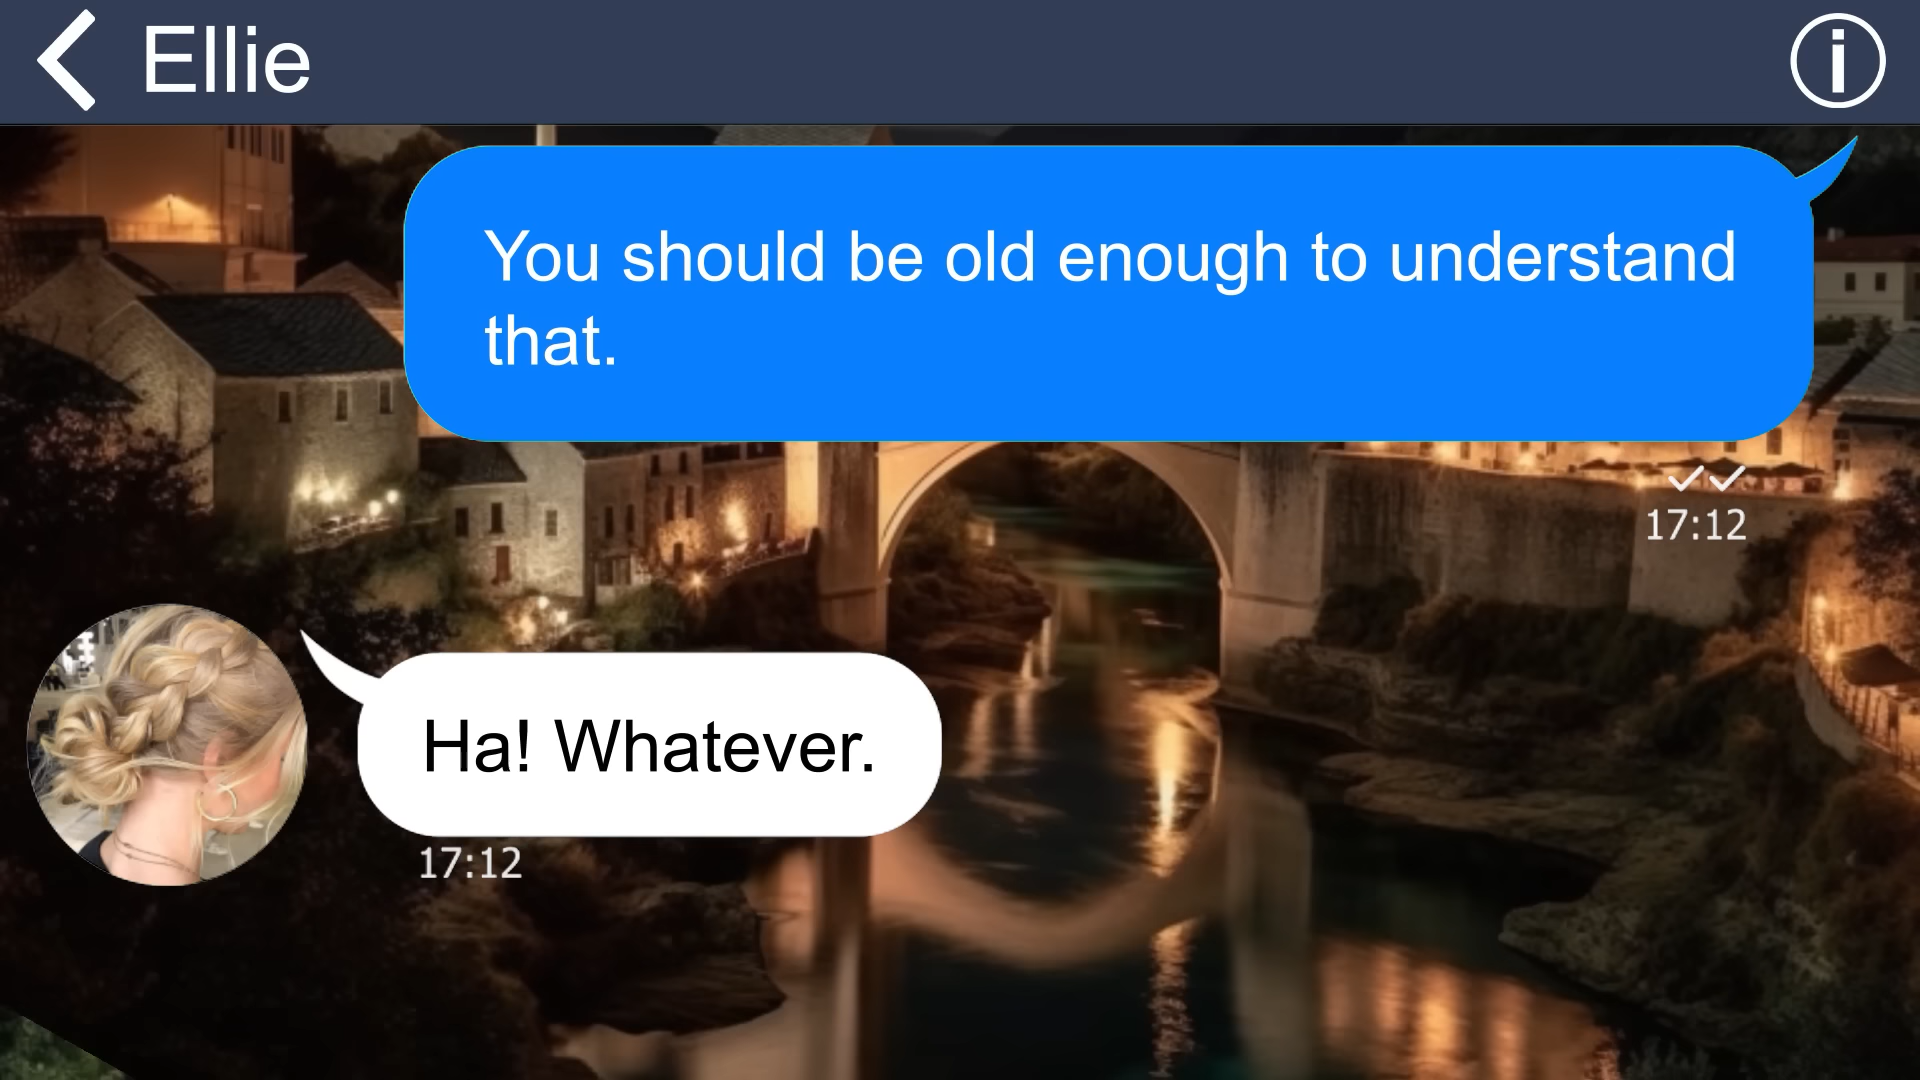 Ellie
You should be old enough to understand
that.
17:12
Ha! Whatever.
17:12